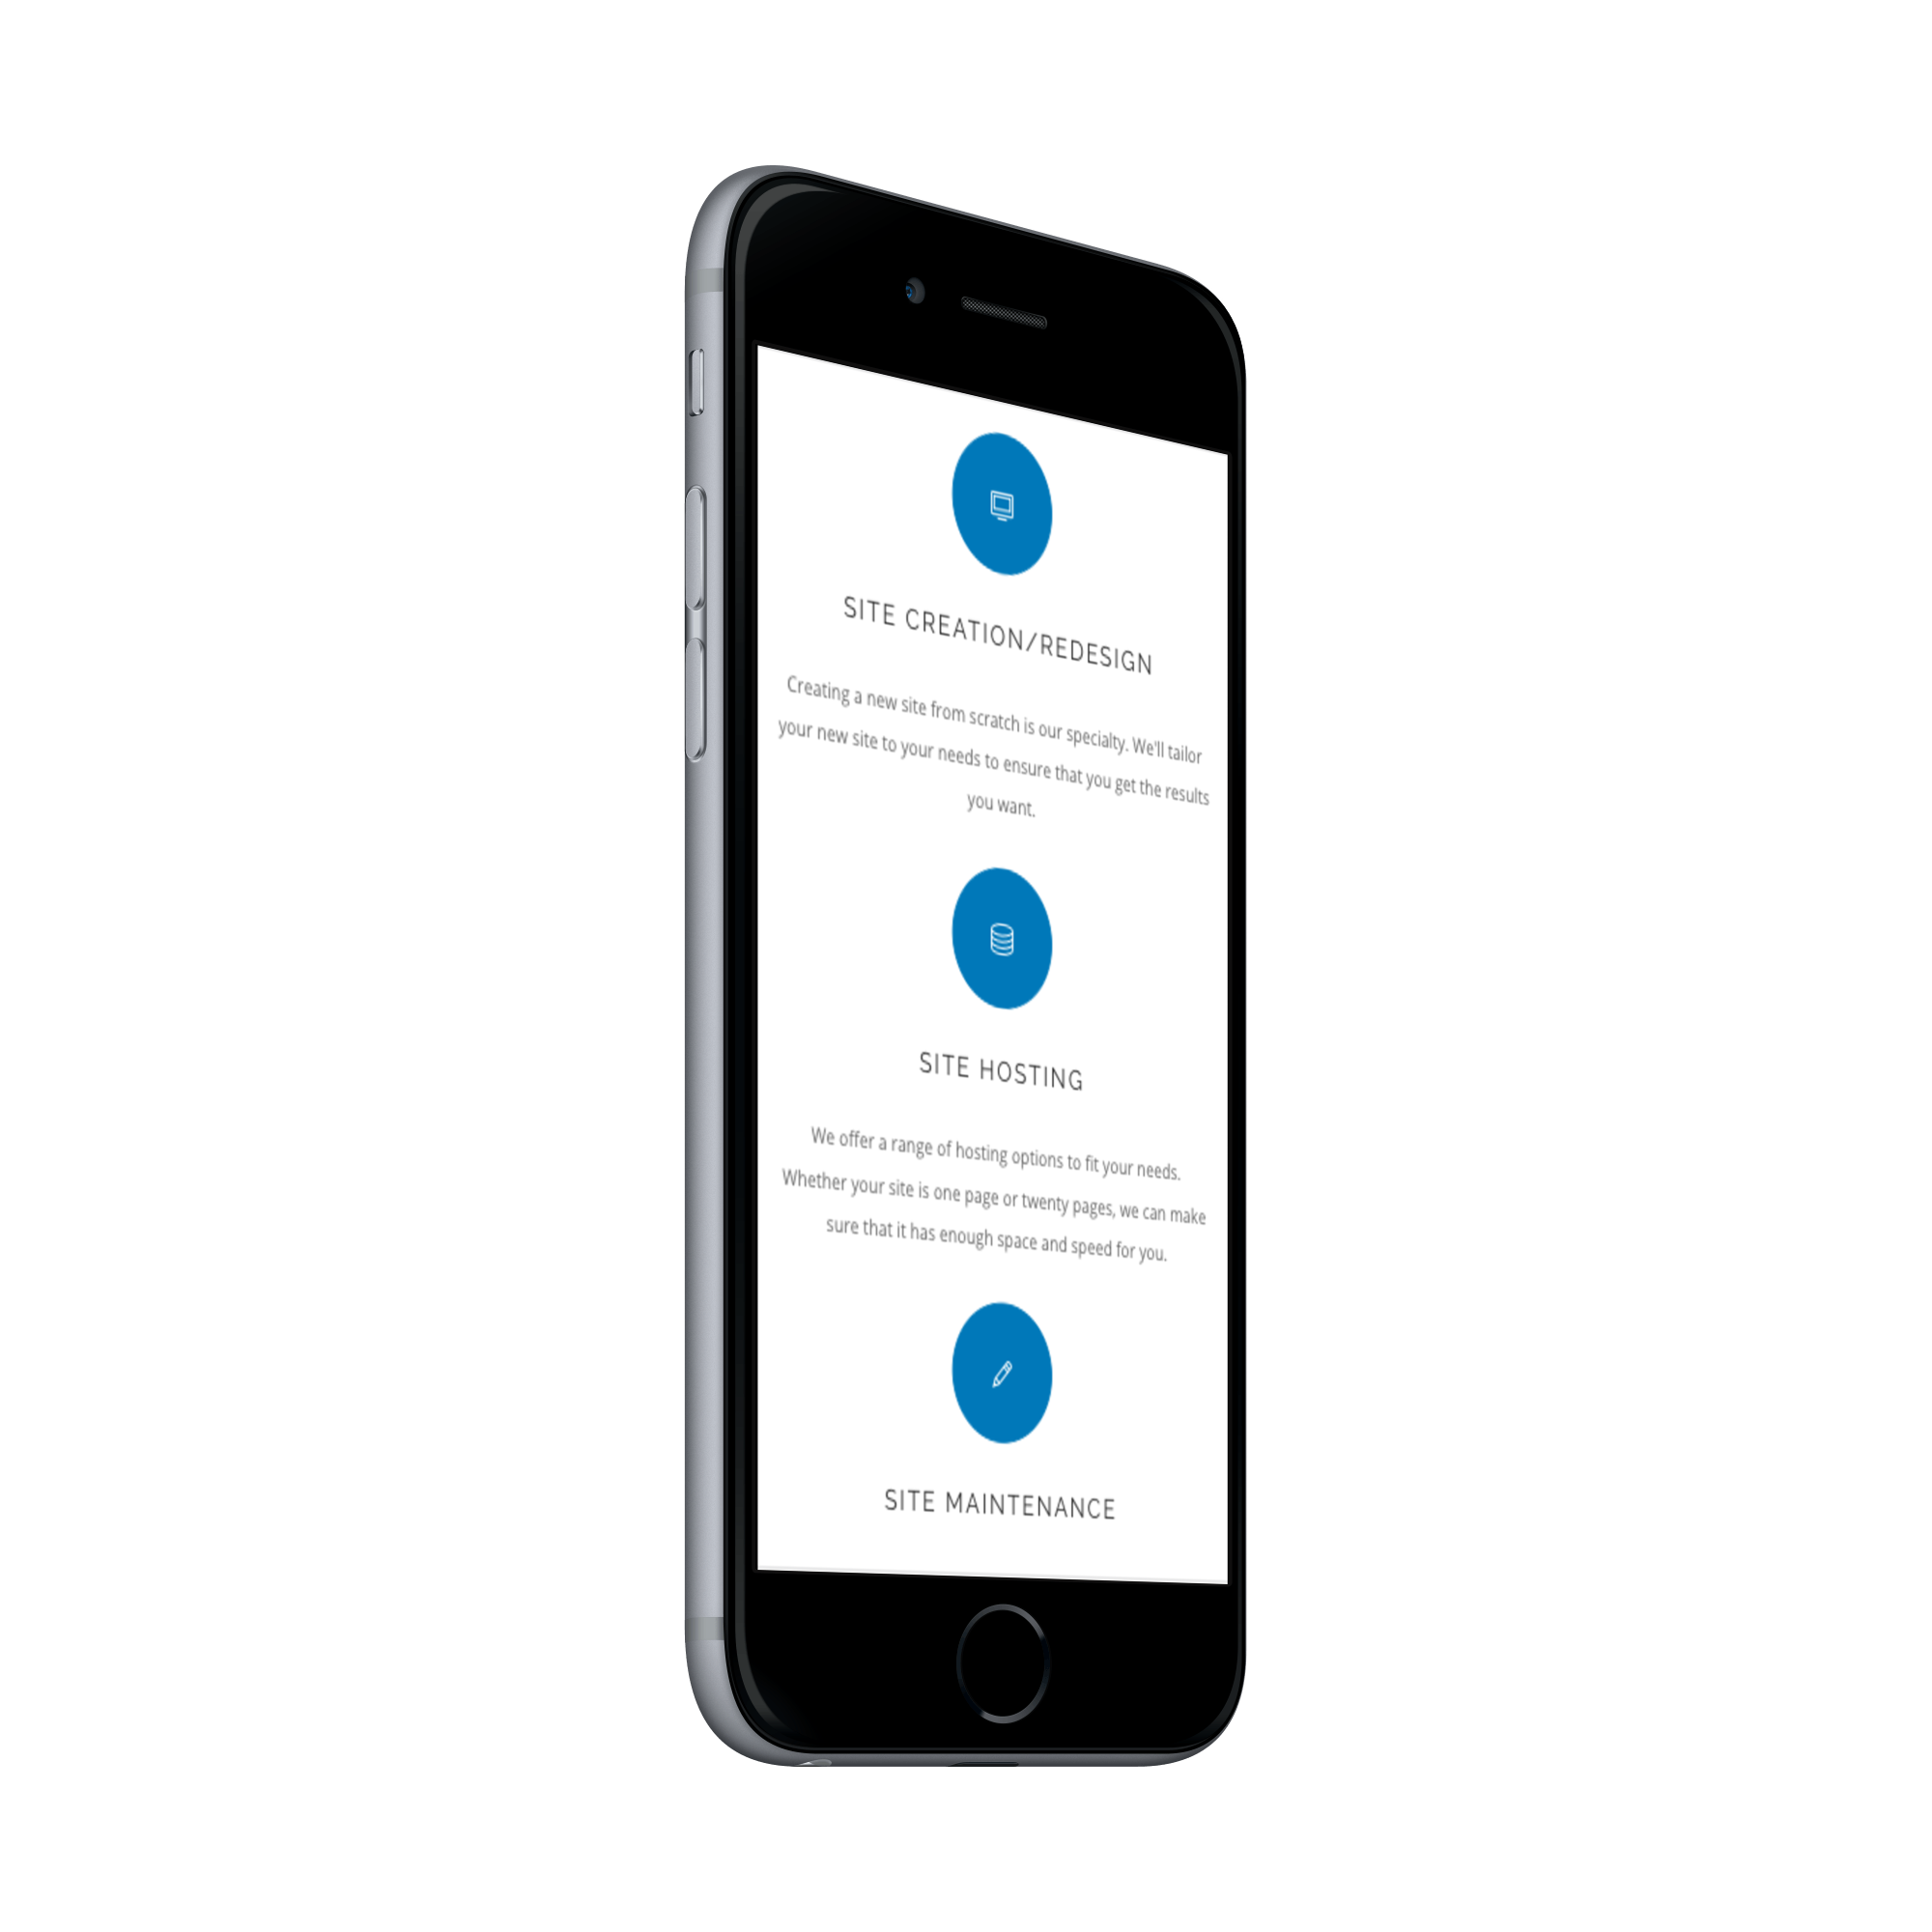 SITE CREATION/REDESIGN
Creating a new site from scratch is our specialty. We'll tailor
your new site to your needs to ensure that you get the results
you want.
SITE HOSTING
We offer a range of hosting options to fit your needs.
Whether your site is one page or twenty pages, we can make
sure that it has enough space and speed for you.
SITE MAINTENANCE